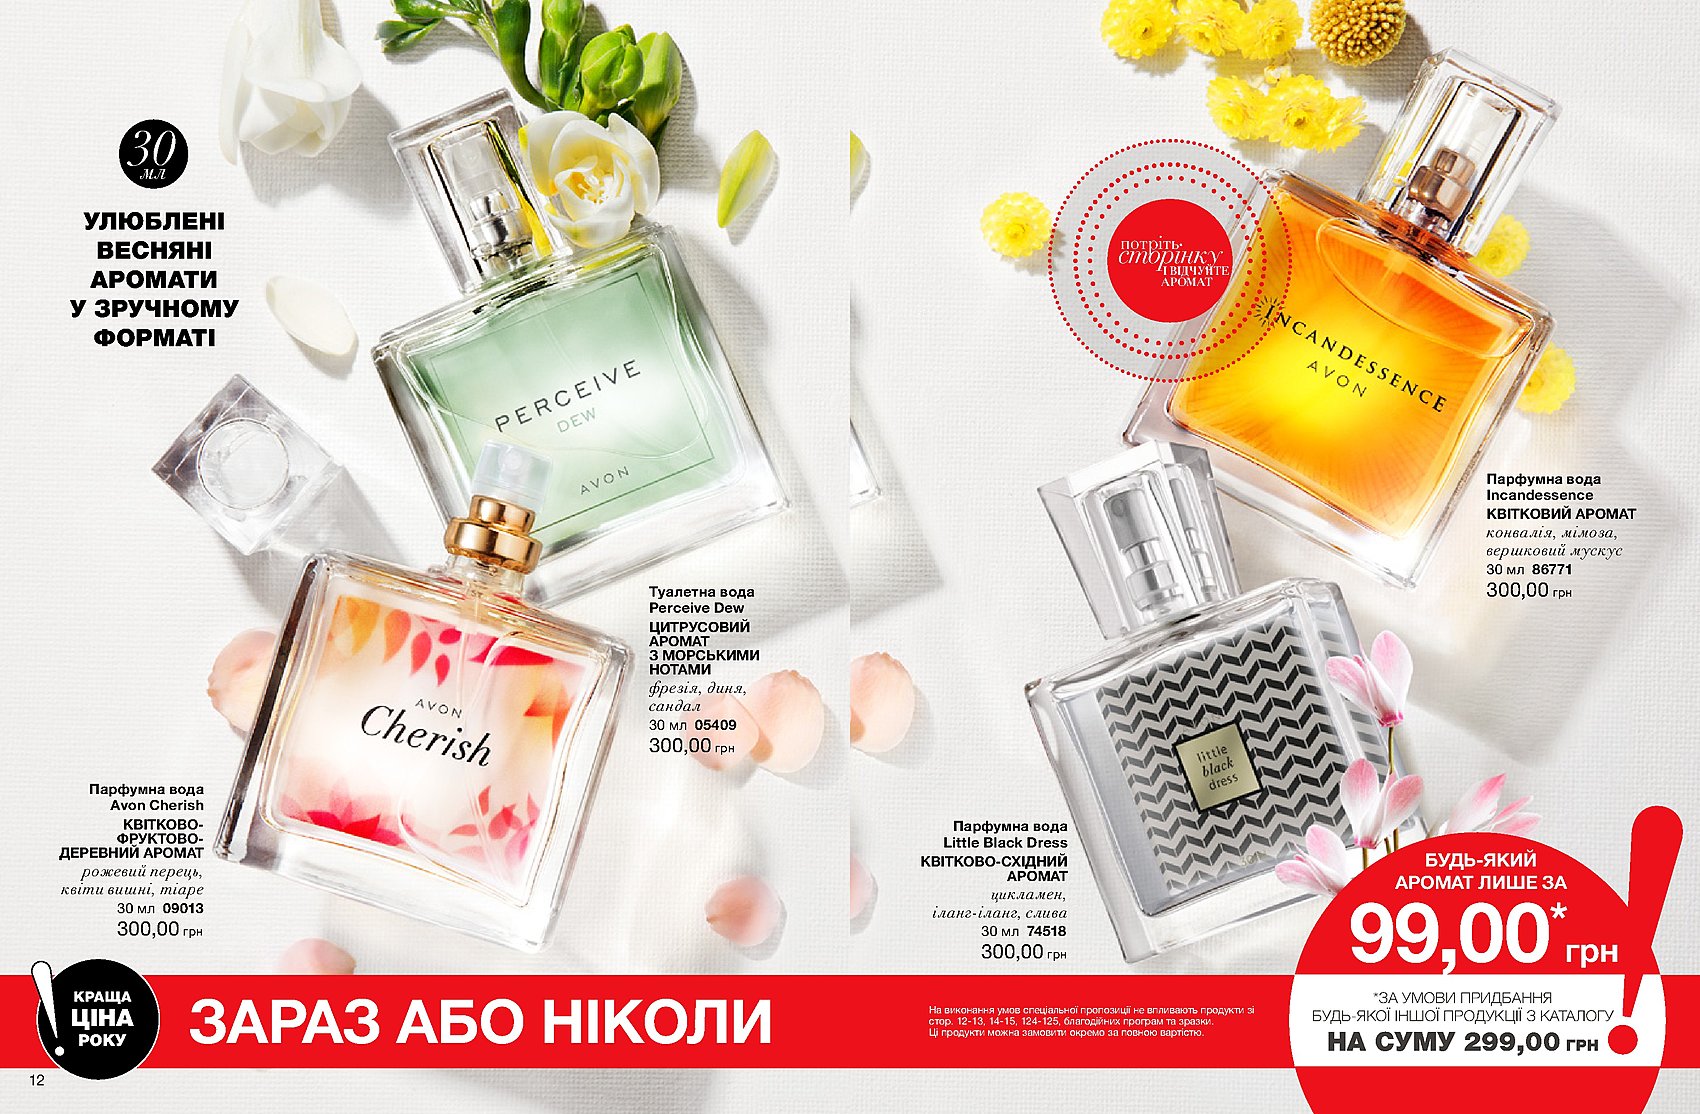 30
МЛ
УЛЮБЛЕНІ
ВЕСНЯНІ
АРОМАТИ
У ЗРУЧНОМУ
ФОРМАТІ
PERCEIVE
DEW
AVON
Туалетна вода
Perceive Dew
ЦИТРУСОВИЙ
АРОМАТ
З МОРСЬКИМИ
НОТАМИ
фрезія, диня,
сандал
30 мл 05409
300,00 грн
AVON
Cherish
Парфумна вода
Avon Cherish
КВІТКОВО-
ФРУКТОВО-
ДЕРЕВНИЙ АРОМАТ
рожевий перець,
квіти вишні, тіаре
30 мл 09013
300,00 грн
ПОТРІТЬ
сторінку
І ВІДЧУЙТЕ
АРОМАТ
INCANDESSENCE
AVON
Парфумна вода
Incandessence
КВІТКОВИЙ АРОМАТ
конвалія, мімоза,
вершковий мускус
30 мл 86771
300,00 грн
little
black
dress
Парфумна вода
Little Black Dress
КВІТКОВО-СХІДНИЙ
АРОМАТ
цикламен,
іланг-іланг, слива
30 мл 74518
300,00 грн
БУДЬ-ЯКИЙ
АРОМАТ ЛИШЕ ЗА
99,00* грн
*ЗА УМОВИ ПРИДБАННЯ
БУДЬ-ЯКОЇ ІНШОЇ ПРОДУКЦІЇ З КАТАЛОГУ
НА СУМУ 299,00 ГРН
КРАЩА
ЦІНА
РОКУ
ЗАРАЗ АБО НІКОЛИ
На виконання умов спеціальної пропозиції не впливають продукти зі
стор. 12-13, 14-15, 124-125, благодійних програм та зразки.
Ці продукти можна замовити окремо за повною вартістю.
12